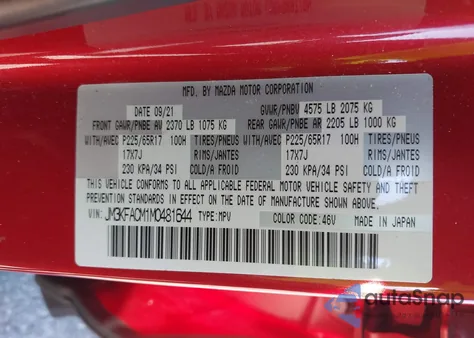 MFD. BY MAZDA MOTOR CORPORATION
DATE 09/21 GVWR/PNBV 4575 LB 2075 KG
FRONT GAWR/PNBE AV 2370 LB 1075 KG REAR GAWR/PNBE AR 2205 LB 1000 KG
WITH/AVEC P225/65R17 100H TIRES/PNEUS WITH/AVEC P225/65R17 100H TIRES/PNEUS
17X7J RIMS/JANTES 17X7J RIMS/JANTES
230 KPA/34 PSI COLD/A FROID 230 KPA/34 PSI COLD/A FROID
THIS VEHICLE CONFORMS TO ALL APPLICABLE FEDERAL MOTOR VEHICLE SAFETY AND THEFT
PREVENTION STANDARDS IN EFFECT ON THE DATE OF MANUFACTURE SHOWN ABOVE.
VIN: JM3KFACM1M0481644 TYPE:MPV COLOR CODE:46V MADE IN JAPAN
autoSnap